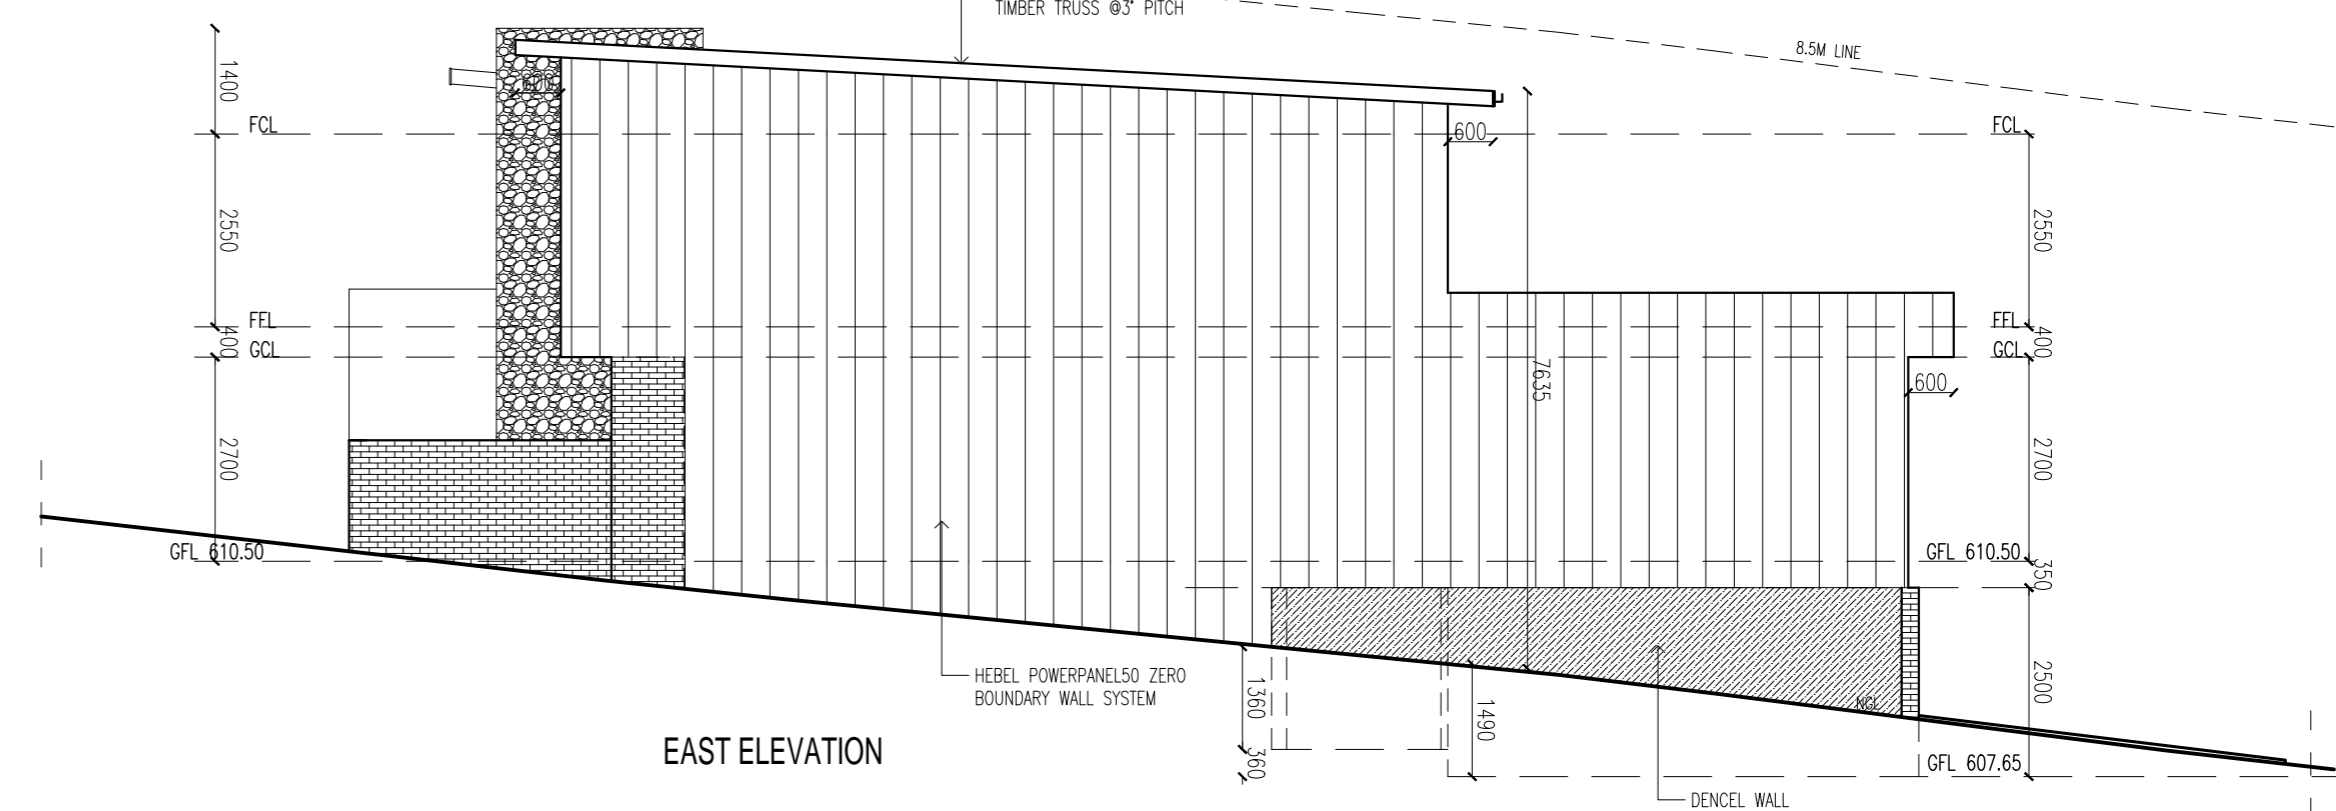 TIMBER TRUSS @3° PITCH
8.5M LINE
1400
600
FCL
600
FCL
2550
2550
FFL
FFL
400
400
GCL
GCL
7635
600
2700
2700
GFL 610.50
GFL 610.50
350
HEBEL POWERPANEL50 ZERO
BOUNDARY WALL SYSTEM
1360
1490
2500
NGL
EAST ELEVATION
360
GFL 607.65
DENCEL WALL